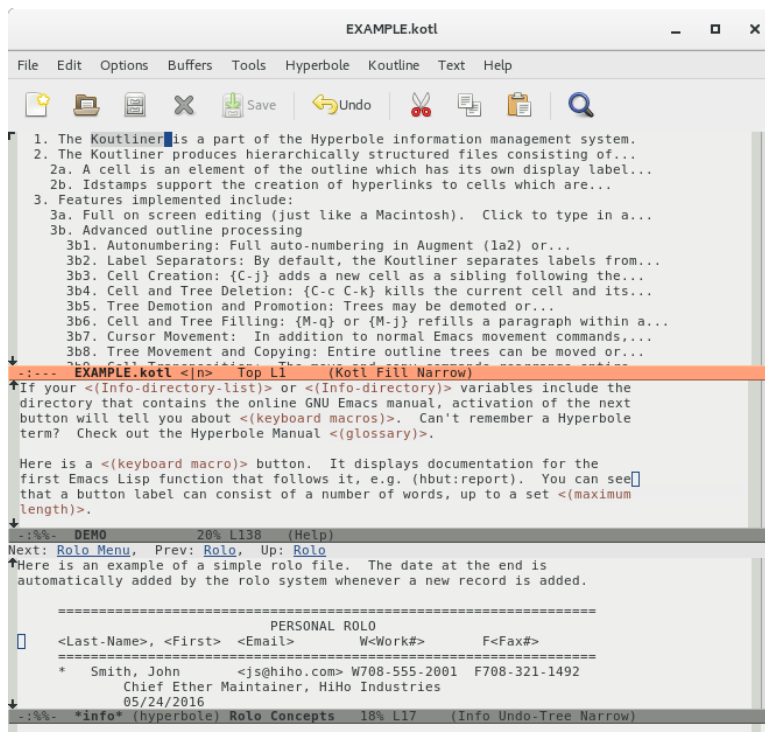 EXAMPLE.kotl
File Edit Options Buffers Tools Hyperbole Koutline Text Help
Save Undo
1. The Koutliner is a part of the Hyperbole information management system.
2. The Koutliner produces hierarchically structured files consisting of...
2a. A cell is an element of the outline which has its own display label...
2b. Idstamps support the creation of hyperlinks to cells which are...
3. Features implemented include:
3a. Full on screen editing (just like a Macintosh).  Click to type in a...
3b. Advanced outline processing
3b1. Autonumbering: Full auto-numbering in Augment (1a2) or...
3b2. Label Separators: By default, the Koutliner separates labels from...
3b3. Cell Creation: {C-j} adds a new cell as a sibling following the...
3b4. Cell and Tree Deletion: {C-c C-k} kills the current cell and its...
3b5. Tree Demotion and Promotion: Trees may be demoted or...
3b6. Cell and Tree Filling: {M-q} or {M-j} refills a paragraph within a...
3b7. Cursor Movement:  In addition to normal Emacs movement commands,...
3b8. Tree Movement and Copying: Entire outline trees can be moved or...
-:---  EXAMPLE.kotl <|n>   Top L1     (Kotl Fill Narrow)
If your <(Info-directory-list)> or <(Info-directory)> variables include the
directory that contains the online GNU Emacs manual, activation of the next
button will tell you about <(keyboard macros)>.  Can't remember a Hyperbole
term?  Check out the Hyperbole Manual <(glossary)>.
Here is a <(keyboard macro)> button.  It displays documentation for the
first Emacs Lisp function that follows it, e.g. (hbut:report).  You can see
that a button label can consist of a number of words, up to a set <(maximum
length)>.
-:%%-  DEMO           20% L138   (Help)
Next: Rolo Menu,  Prev: Rolo,  Up: Rolo
Here is an example of a simple rolo file.  The date at the end is
automatically added by the rolo system whenever a new record is added.
==================================================================
PERSONAL ROLO
<Last-Name>, <First>  <Email>        W<Work#>       F<Fax#>
==================================================================
*   Smith, John       <js@hiho.com> W708-555-2001  F708-321-1492
Chief Ether Maintainer, HiHo Industries
05/24/2016
-:%%-  *info* (hyperbole) Rolo Concepts   18% L17    (Info Undo-Tree Narrow)